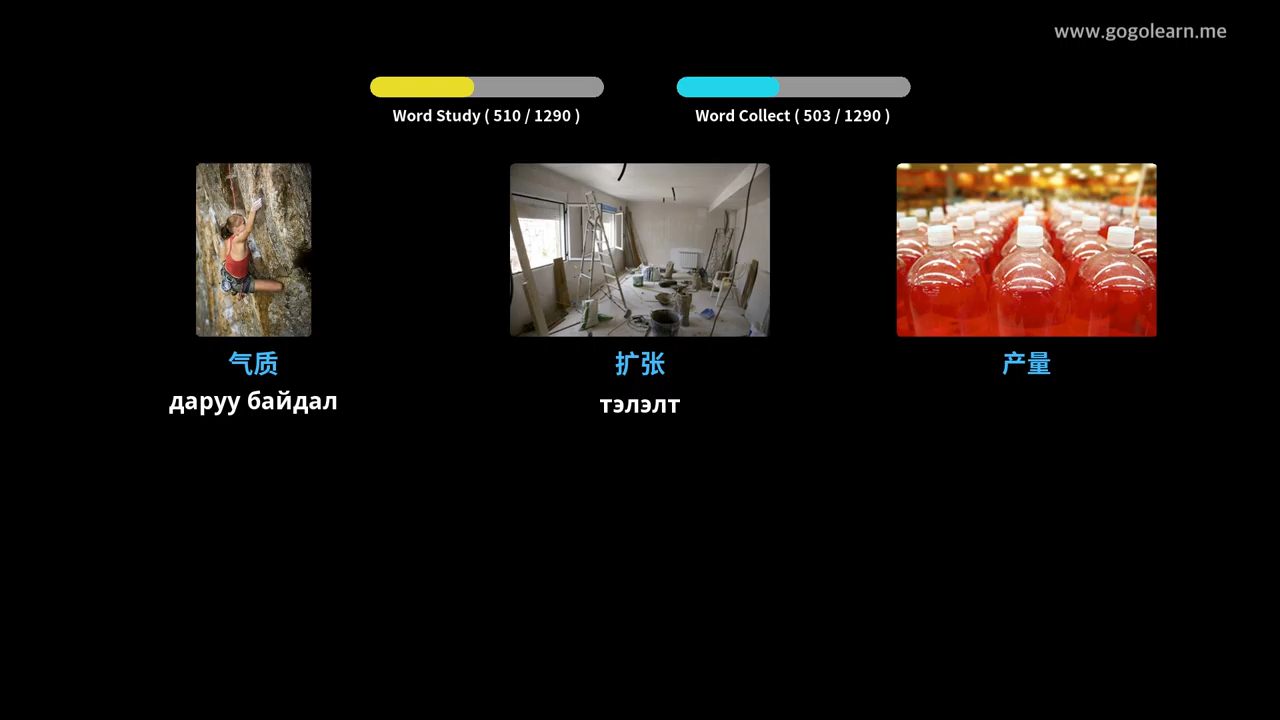 www.gogolearn.me
Word Study ( 510 / 1290 )
Word Collect ( 503 / 1290 )
气质
扩张
产量
даруу байдал
тэлэлт